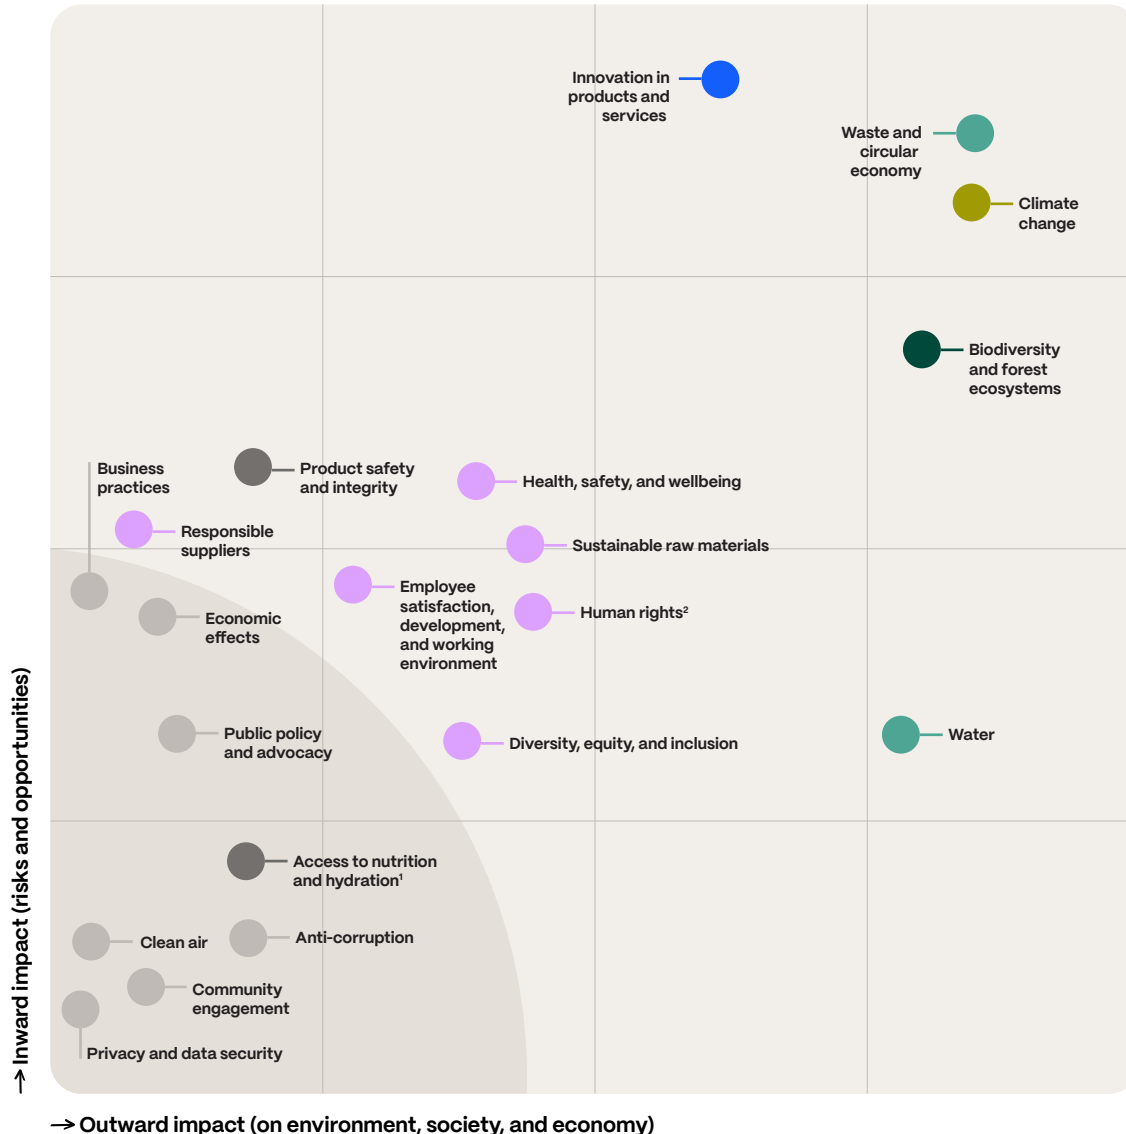 Innovation in
products and
services
Waste and
circular
economy
Climate
change
Biodiversity
and forest
ecosystems
Business
practices
Product safety
and integrity
Health, safety, and wellbeing
Responsible
suppliers
Sustainable raw materials
Employee
satisfaction,
development,
and working
environment
Human rights²
Economic
effects
Public policy
and advocacy
Diversity, equity, and inclusion
Water
Access to nutrition
and hydration¹
Clean air
Anti-corruption
Community
engagement
Privacy and data security
→ Inward impact (risks and opportunities)
→ Outward impact (on environment, society, and economy)